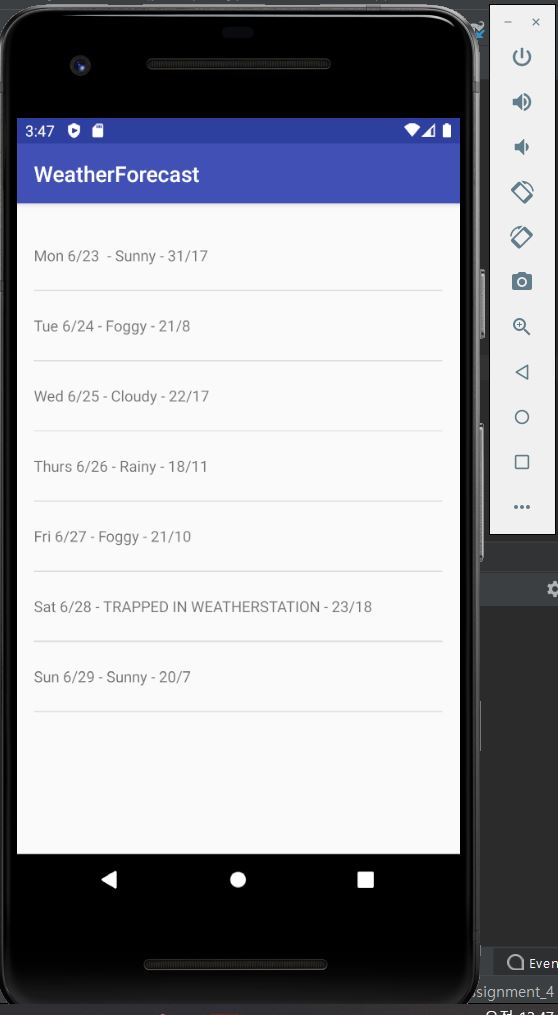 3:47
WeatherForecast
Mon 6/23  - Sunny - 31/17
Tue 6/24 - Foggy - 21/8
Wed 6/25 - Cloudy - 22/17
Thurs 6/26 - Rainy - 18/11
Fri 6/27 - Foggy - 21/10
Sat 6/28 - TRAPPED IN WEATHERSTATION - 23/18
Sun 6/29 - Sunny - 20/7
Even
signment_4